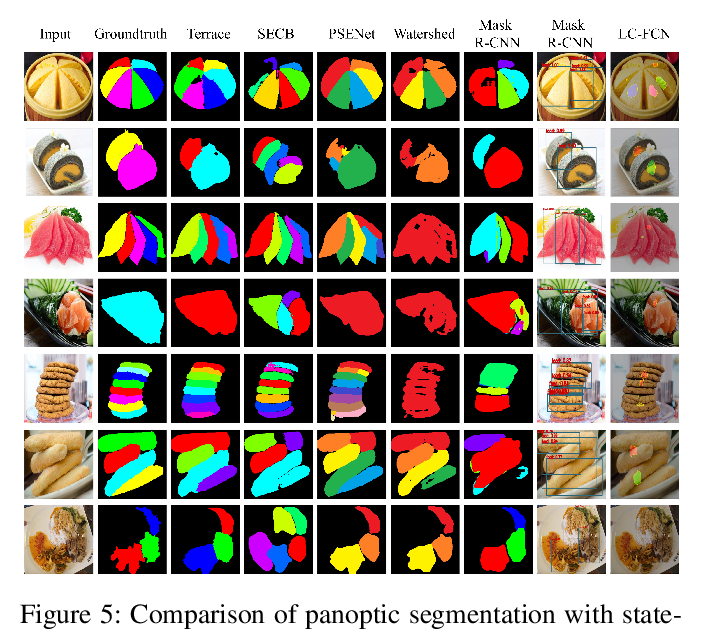 Input Groundtruth Terrace SECB PSENet Watershed Mask R-CNN Mask R-CNN LC-FCN
Figure 5: Comparison of panoptic segmentation with state-